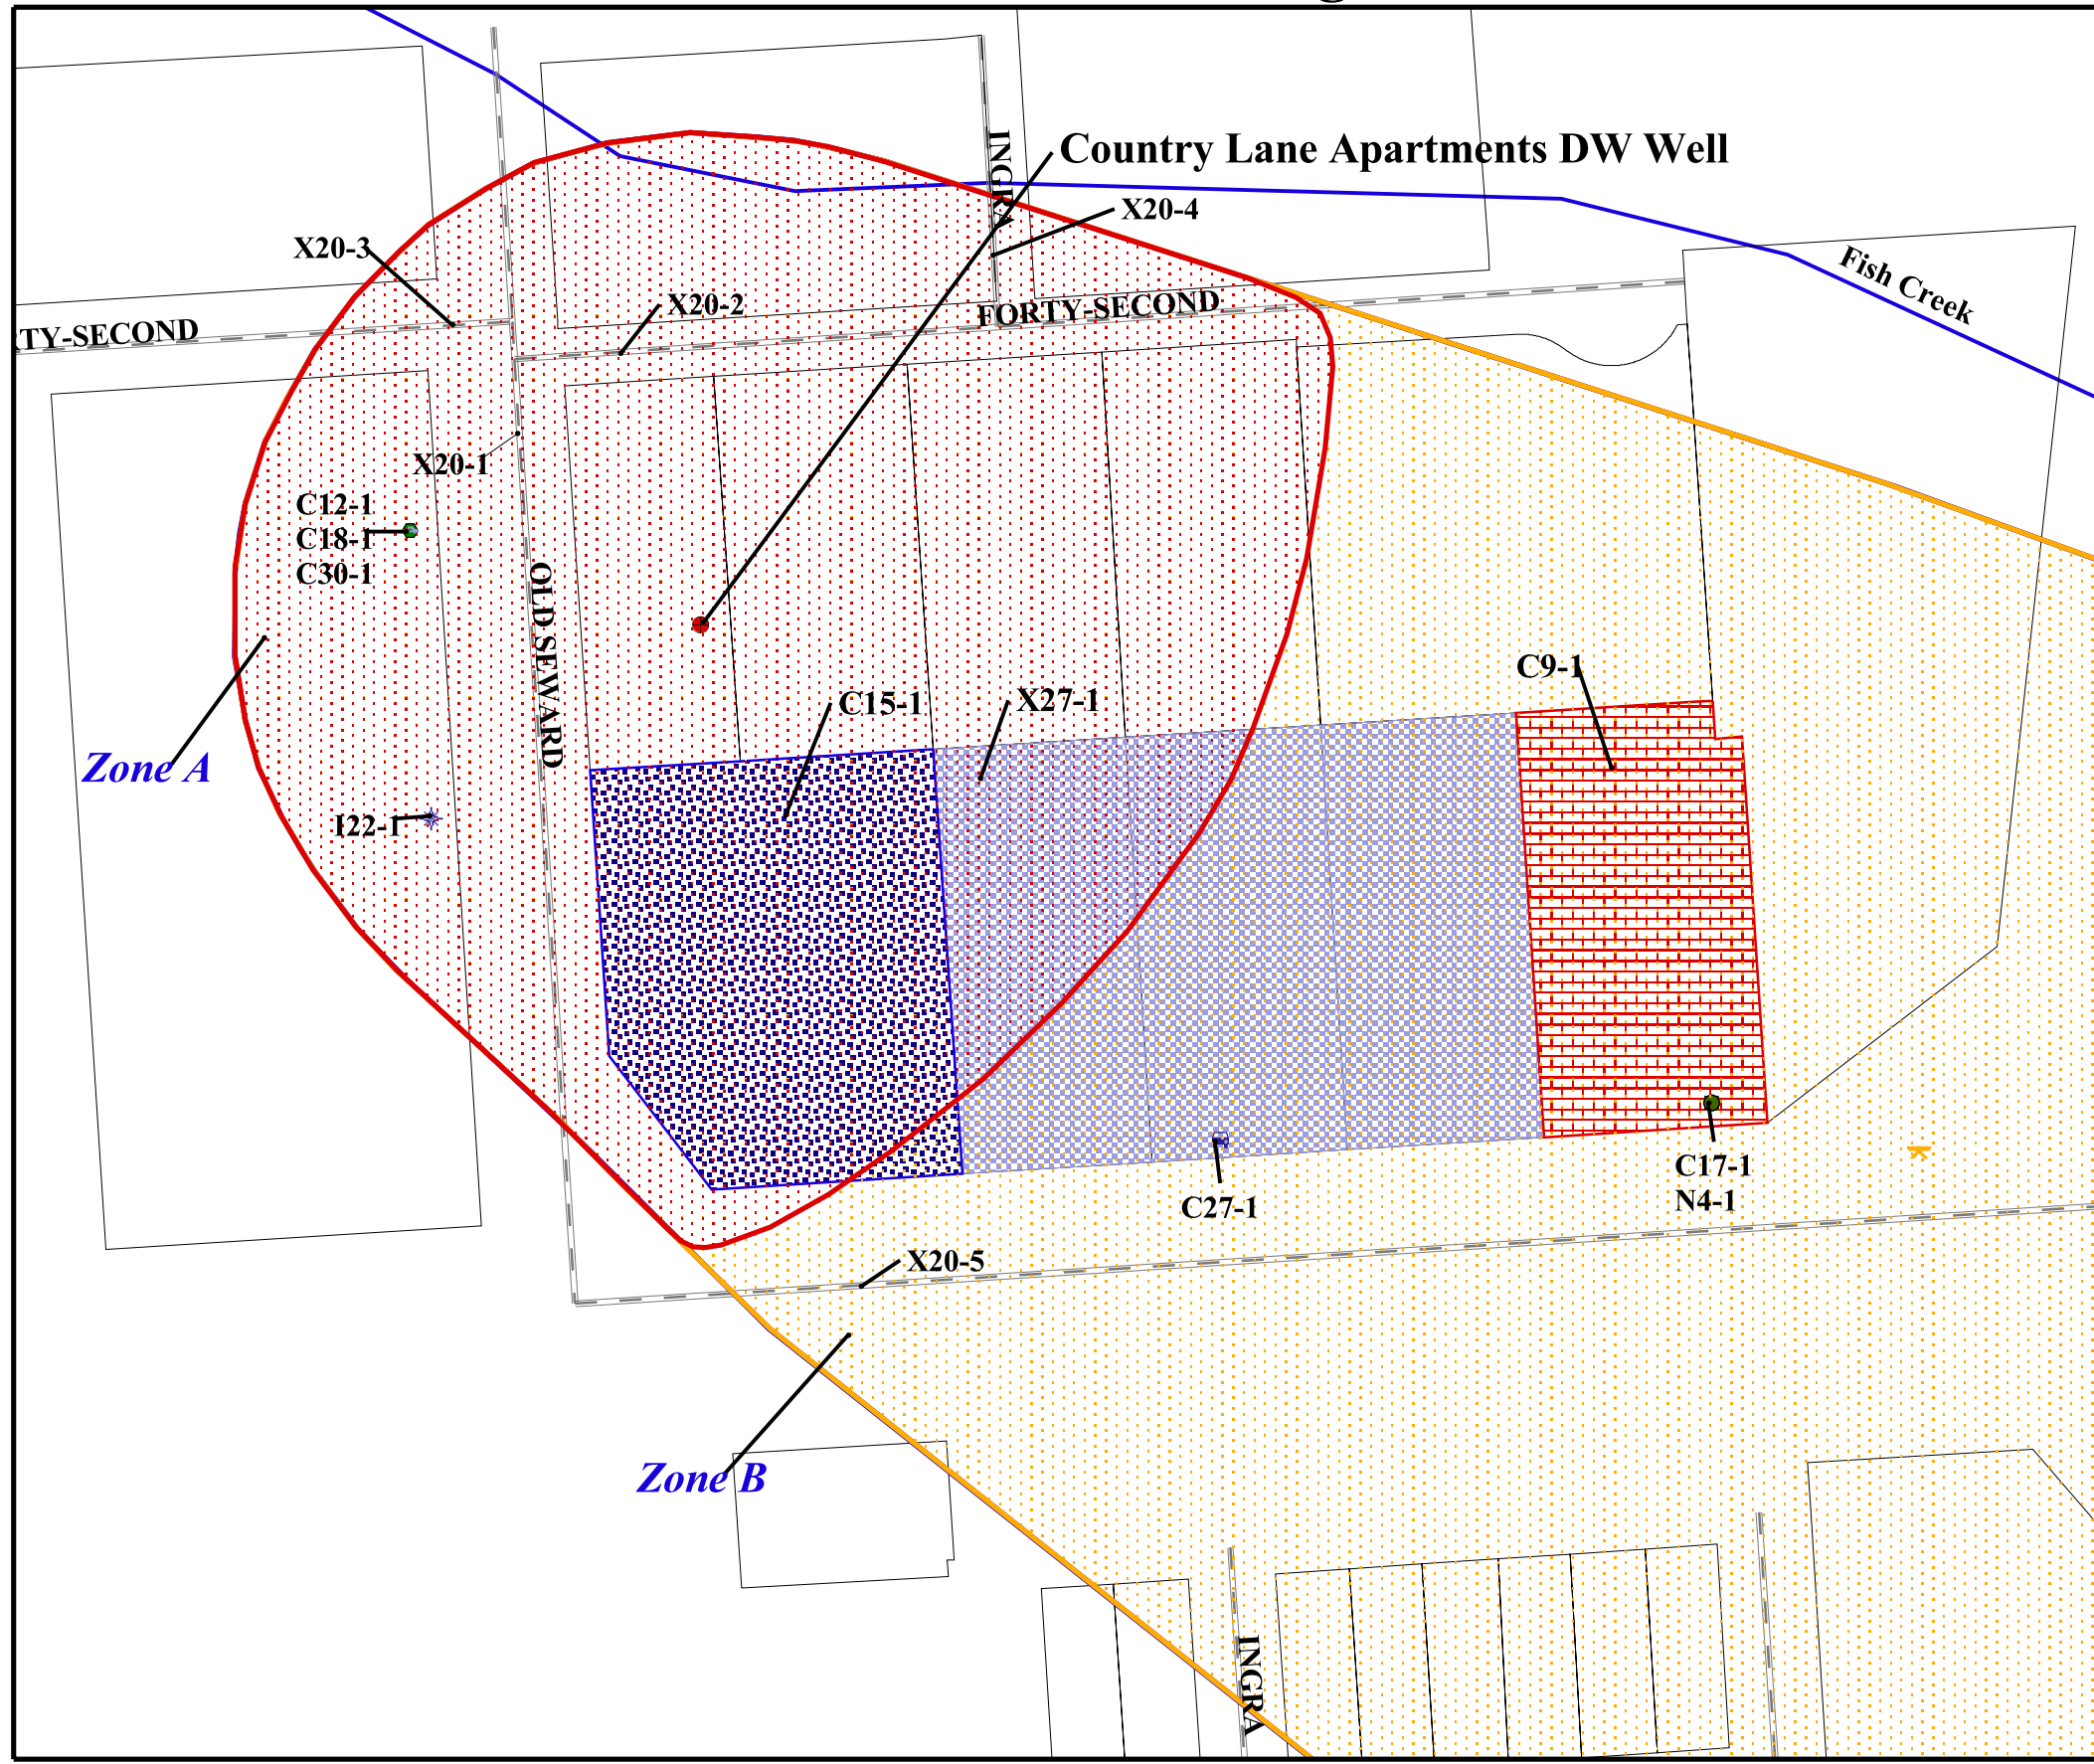 Country Lane Apartments DW Well
INGRA
X20-4
X20-3
Fish Creek
X20-2
FORTY-SECOND
RTY-SECOND
X20-1
C12-1
C18-1
C30-1
OLD SEWARD
C9-1
C15-1
X27-1
Zone A
I22-1
C17-1
N4-1
C27-1
X20-5
Zone B
INGRA